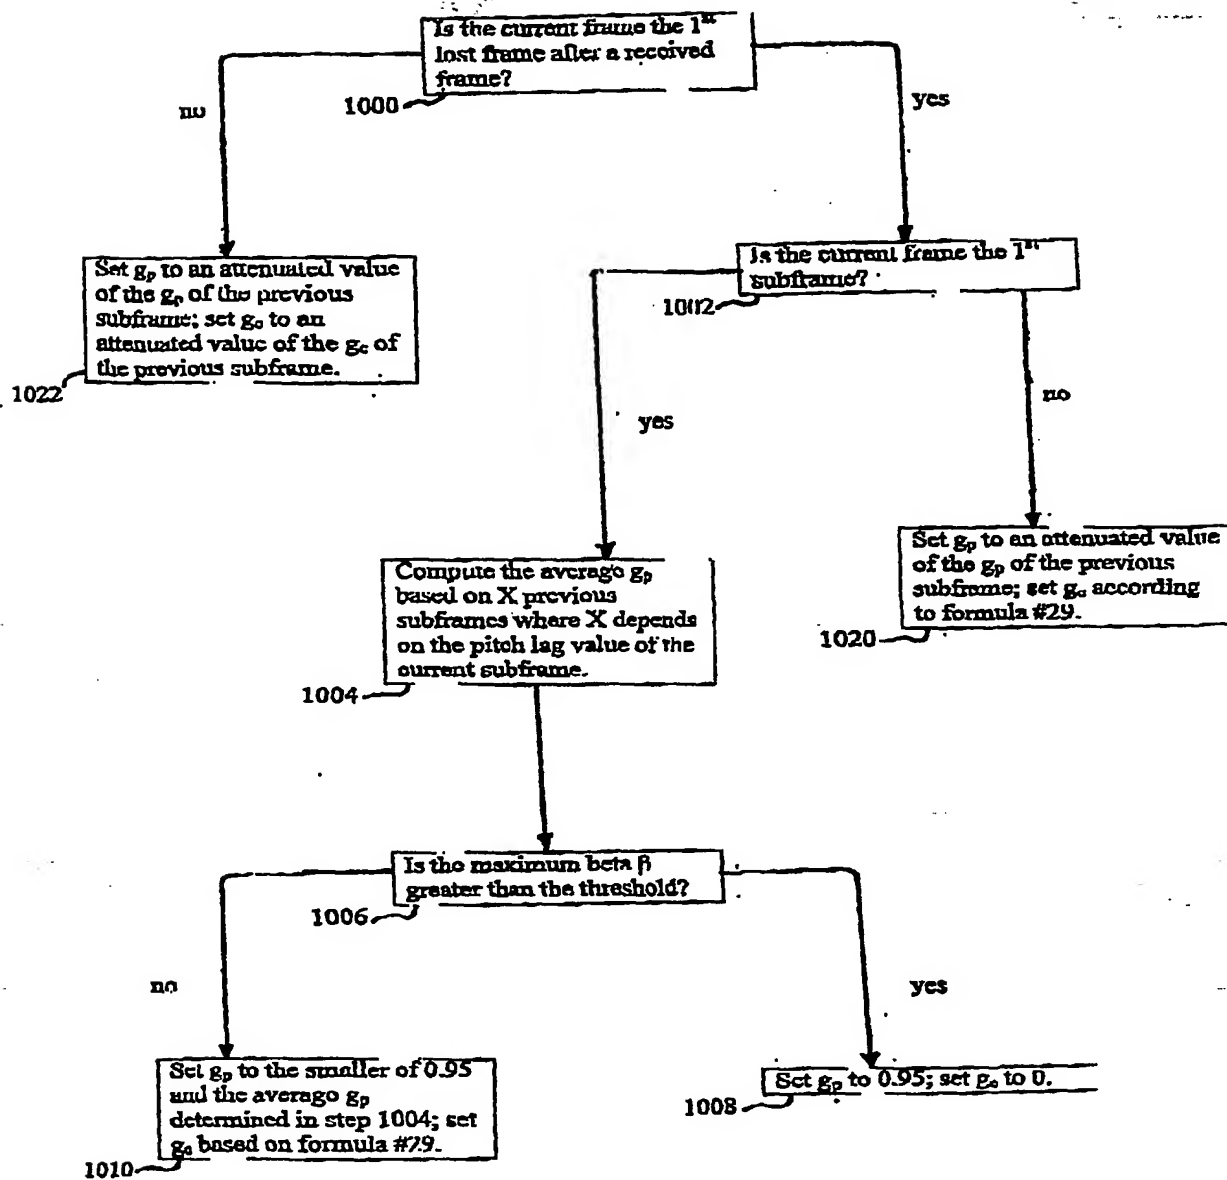 Is the current frame the 1st
lost frame after a received
frame?
1000
no
yes
Set gp to an attenuated value
of the gp of the previous
subframe; set gc to an
attenuated value of the gc of
the previous subframe.
1022
Is the current frame the 1st
subframe?
1002
yes
no
Compute the average gp
based on X previous
subframes where X depends
on the pitch lag value of the
current subframe.
1004
Set gp to an attenuated value
of the gp of the previous
subframe; set gc according
to formula #29.
1020
Is the maximum beta β
greater than the threshold?
1006
no
yes
Set gp to the smaller of 0.95
and the average gp
determined in step 1004; set
gc based on formula #29.
1010
Set gp to 0.95; set gc to 0.
1008